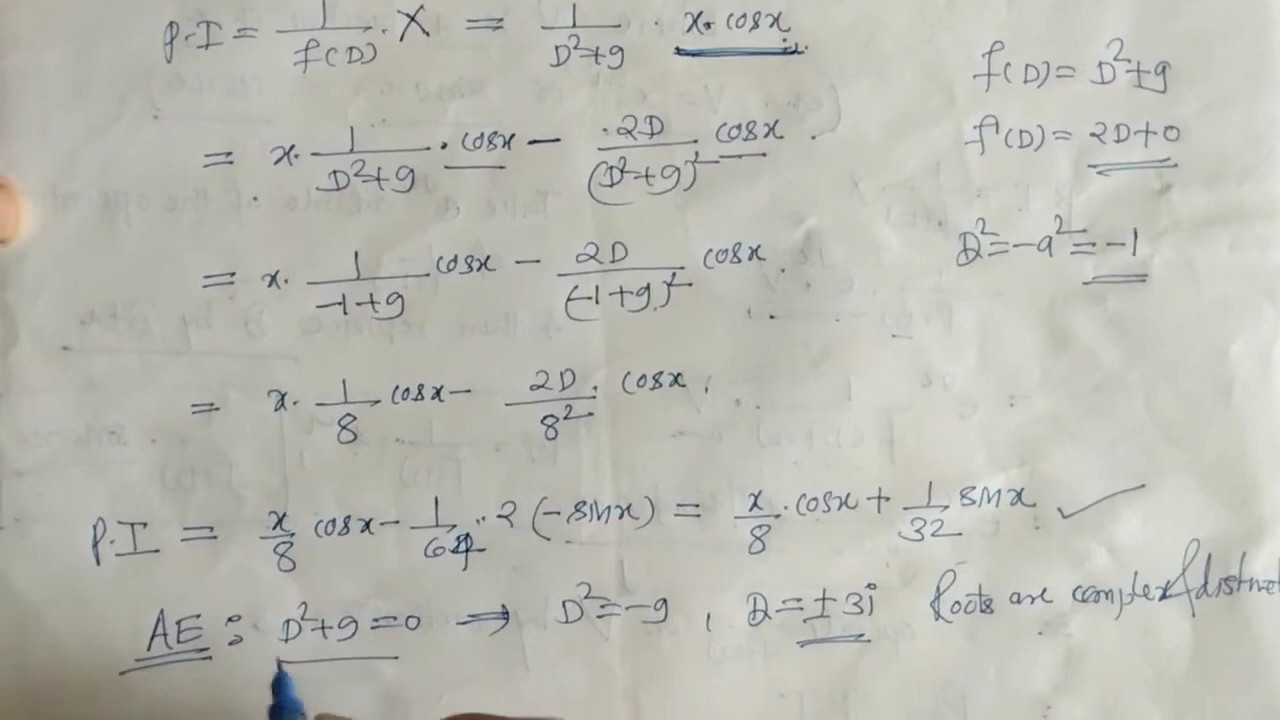 P.I = 1/f(D) . X = 1/D²+9 . x. cosx
f(D) = D²+9
= x. 1/D²+9 . cosx - .2D/(D²+9)² cosx .
f'(D) = 2D+0
D² = -a² = -1
= x. 1/-1+9 cosx - 2D/(-1+9)² cosx .
= x. 1/8 cosx - 2D/8² . cosx .
P.I = x/8 cosx - 1/64 . 2 (-sinx) = x/8 . cosx + 1/32 sinx ✓
AE : D²+9 = 0 ⇒ D² = -9 , D = ±3i Roots are complex & distinct